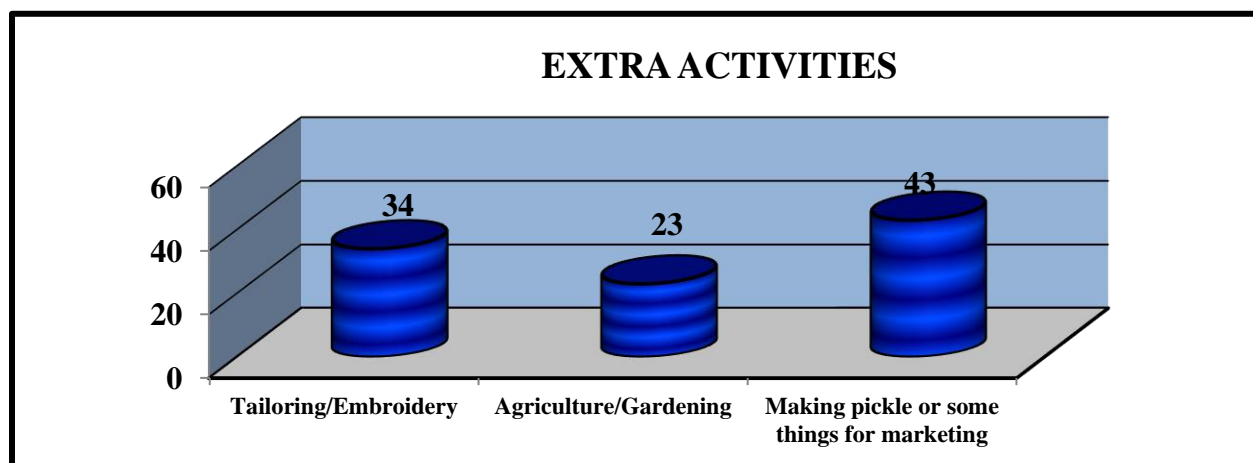 EXTRA ACTIVITIES
60
40
20
0
34
23
43
Tailoring/Embroidery
Agriculture/Gardening
Making pickle or some
things for marketing